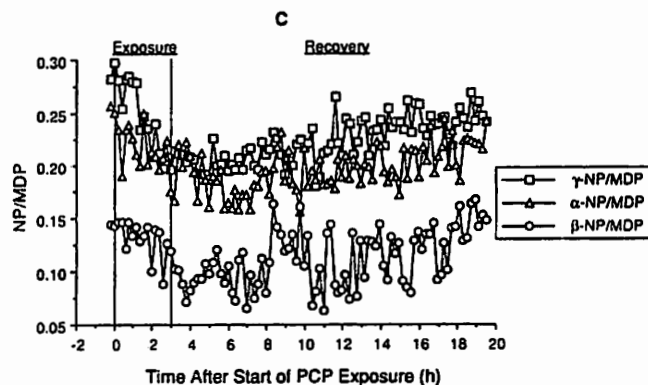 C
Exposure Recovery
0.30
0.25
0.20
0.15
0.10
0.05
NP/MDP
-2 0 2 4 6 8 10 12 14 16 18 20
Time After Start of PCP Exposure (h)
γ-NP/MDP
α-NP/MDP
β-NP/MDP